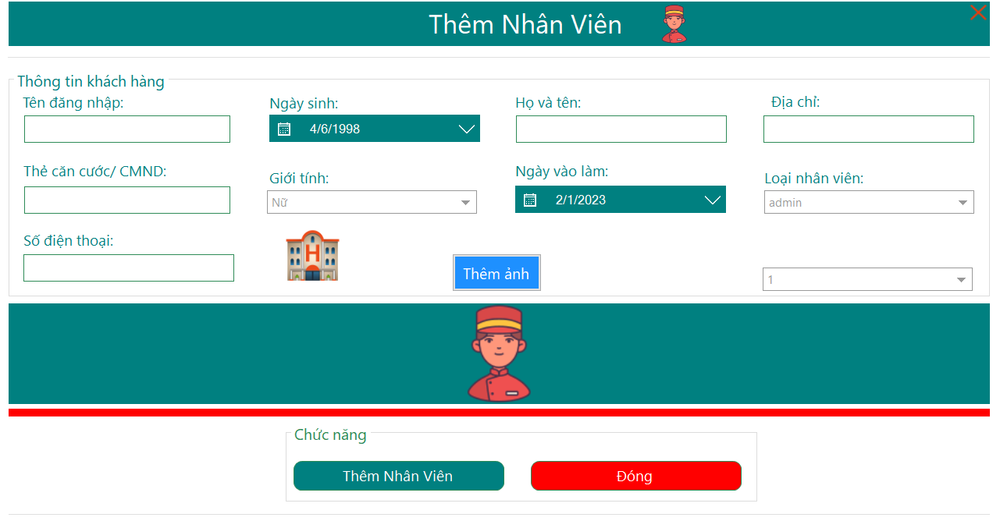 Thêm Nhân Viên
Thông tin khách hàng
Tên đăng nhập:
Ngày sinh:
Họ và tên:
Địa chỉ:
4/6/1998
Thẻ căn cước/ CMND:
Giới tính:
Ngày vào làm:
Loại nhân viên:
Nữ
2/1/2023
admin
Số điện thoại:
H
Thêm ảnh
1
Chức năng
Thêm Nhân Viên
Đóng